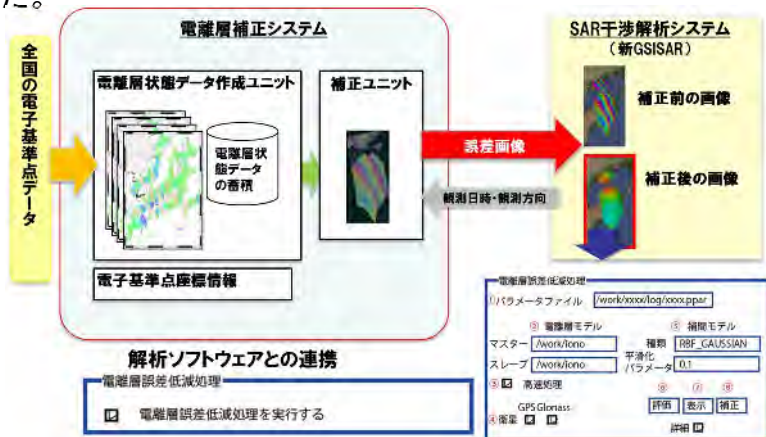 た。
電離層補正システム
全国の電子基準点データ
電離層状態データ作成ユニット
電離層状態データの蓄積
電子基準点座標情報
補正ユニット
誤差画像
観測日時・観測方向
SAR干渉解析システム
（新GSISAR）
補正前の画像
補正後の画像
解析ソフトウェアとの連携
電離層誤差低減処理
電離層誤差低減処理を実行する
電離層誤差低減処理
①パラメータファイル /work/xxxx/log/xxxx.ppar
② 電離層モデル ⑤ 補間モデル
マスター /work/iono 種類 RBF_GAUSSIAN
スレーブ /work/iono 平滑化パラメータ 0.1
③ 高速処理 ⑥ ⑦ ⑧
GPS Glonass 評価 表示 補正
④衛星 詳細